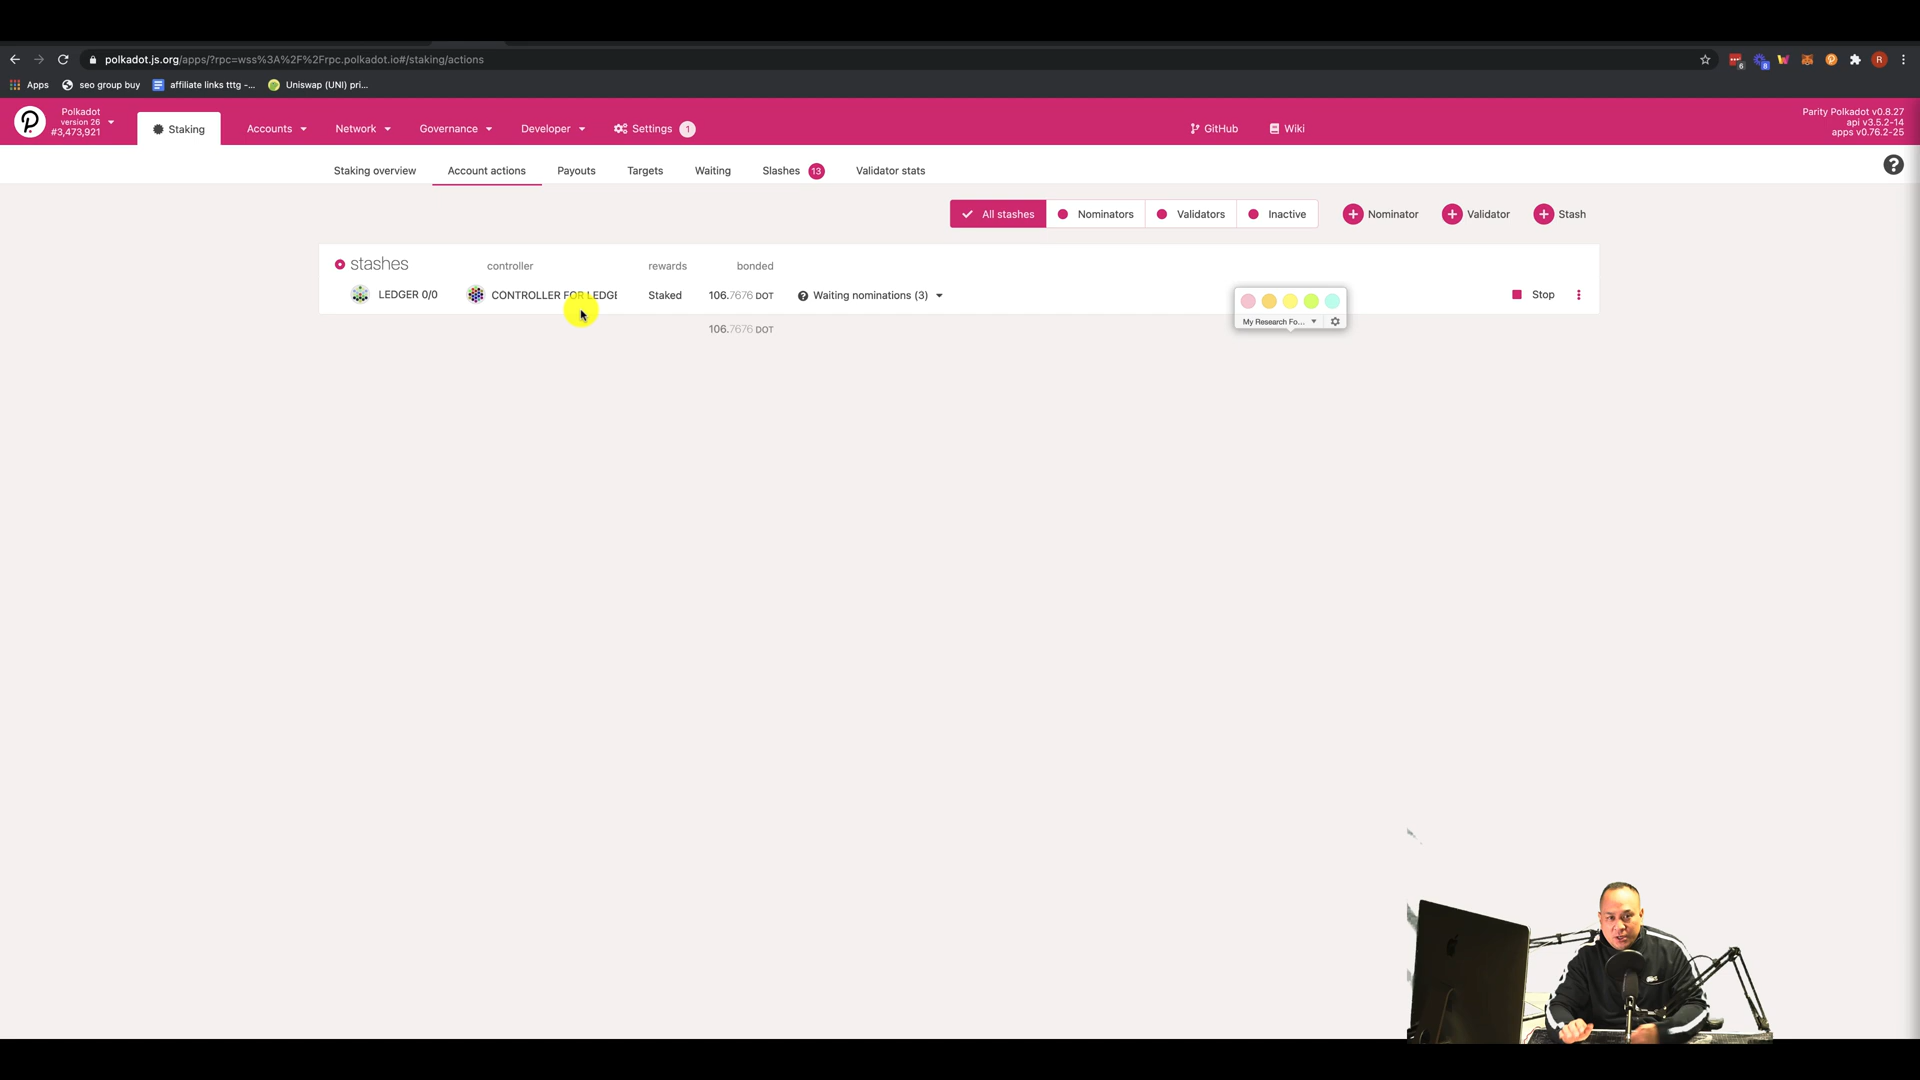 polkadot.js.org/apps/?rpc=wss%3A%2F%2Frpc.polkadot.io#/staking/actions
6
8
R
Apps
seo group buy
affiliate links tttg -...
Uniswap (UNI) pri...
Polkadot
version 26
#3,473,921
Staking
Accounts
Network
Governance
Developer
Settings 1
GitHub
Wiki
Parity Polkadot v0.8.27
api v3.5.2-14
apps v0.76.2-25
Staking overview
Account actions
Payouts
Targets
Waiting
Slashes 13
Validator stats
All stashes
Nominators
Validators
Inactive
Nominator
Validator
Stash
stashes controller rewards bonded
LEDGER 0/0 CONTROLLER FOR LEDGE Staked 106.7676 DOT Waiting nominations (3) Stop
My Research Fo...
106.7676 DOT